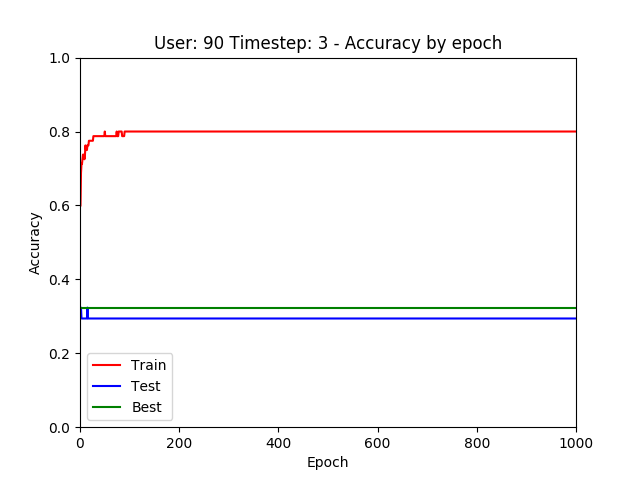 User: 90 Timestep: 3 - Accuracy by epoch
1.0
0.8
0.6
0.4
0.2
0.0
Accuracy
Train
Test
Best
0 200 400 600 800 1000
Epoch